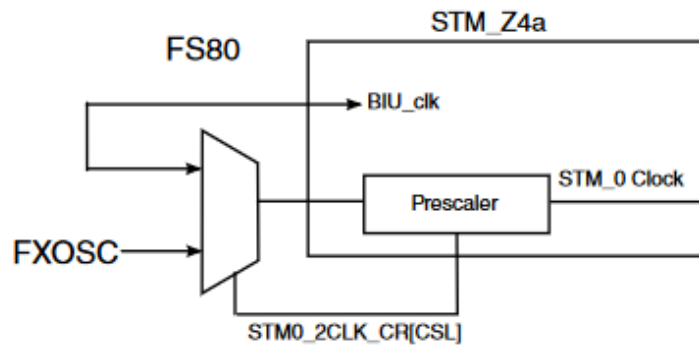 STM_Z4a
FS80
BIU_clk
STM_0 Clock
Prescaler
FXOSC
STM0_2CLK_CR[CSL]